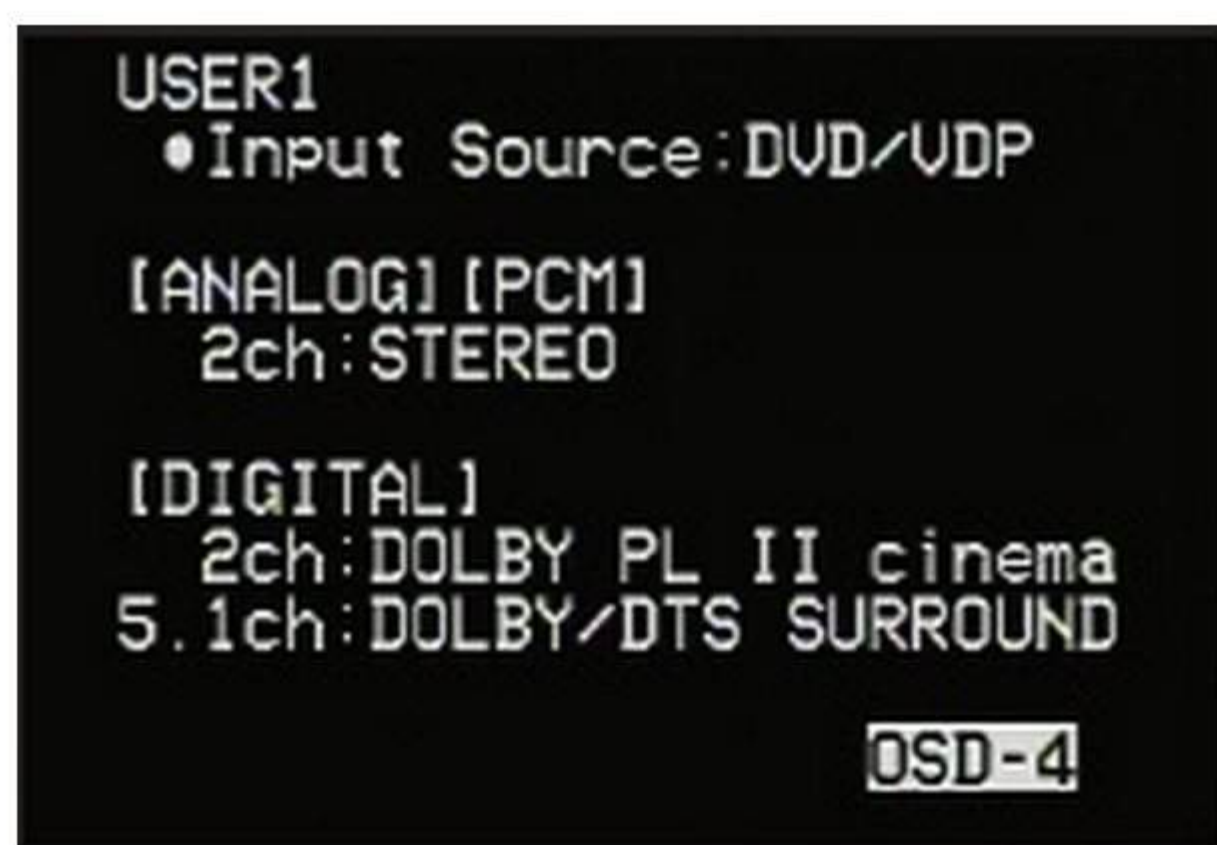 USER1
•Input Source:DVD/VDP
[ANALOG][PCM]
2ch:STEREO
[DIGITAL]
2ch:DOLBY PL II cinema
5.1ch:DOLBY/DTS SURROUND
OSD-4